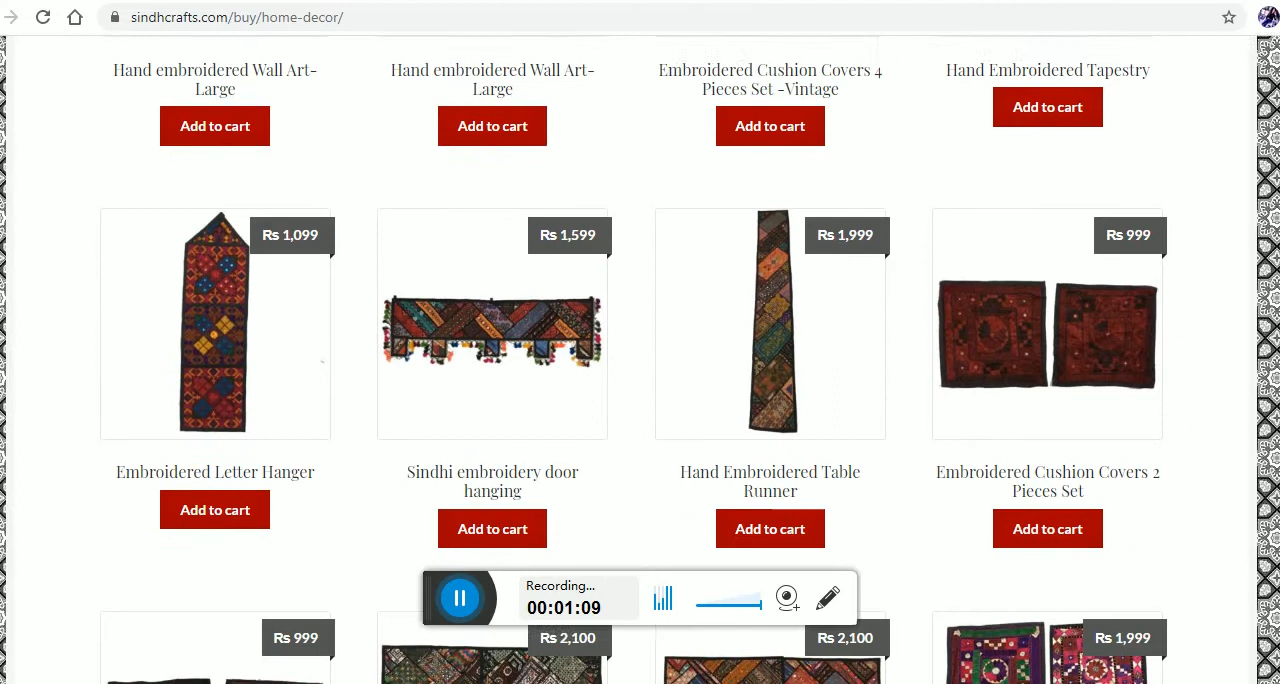 sindhcrafts.com/buy/home-decor/
Hand embroidered Wall Art-
Large
Add to cart
Hand embroidered Wall Art-
Large
Add to cart
Embroidered Cushion Covers 4
Pieces Set -Vintage
Add to cart
Hand Embroidered Tapestry
Add to cart
₨ 1,099
Embroidered Letter Hanger
Add to cart
₨ 1,599
Sindhi embroidery door
hanging
Add to cart
₨ 1,999
Hand Embroidered Table
Runner
Add to cart
₨ 999
Embroidered Cushion Covers 2
Pieces Set
Add to cart
Recording...
00:01:09
₨ 999
₨ 2,100
₨ 2,100
₨ 1,999